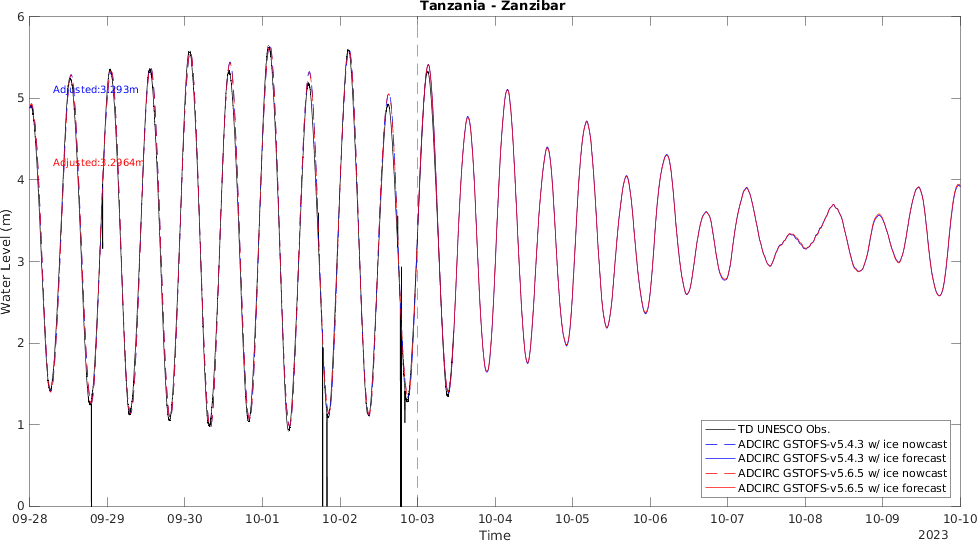 Tanzania - Zanzibar
6
5
4
3
2
1
0
Water Level (m)
Adjusted:3.293m
Adjusted:3.2964m
TD UNESCO Obs.
ADCIRC GSTOFS-v5.4.3 w/ ice nowcast
ADCIRC GSTOFS-v5.4.3 w/ ice forecast
ADCIRC GSTOFS-v5.6.5 w/ ice nowcast
ADCIRC GSTOFS-v5.6.5 w/ ice forecast
09-28 09-29 09-30 10-01 10-02 10-03 10-04 10-05 10-06 10-07 10-08 10-09 10-10
Time
2023